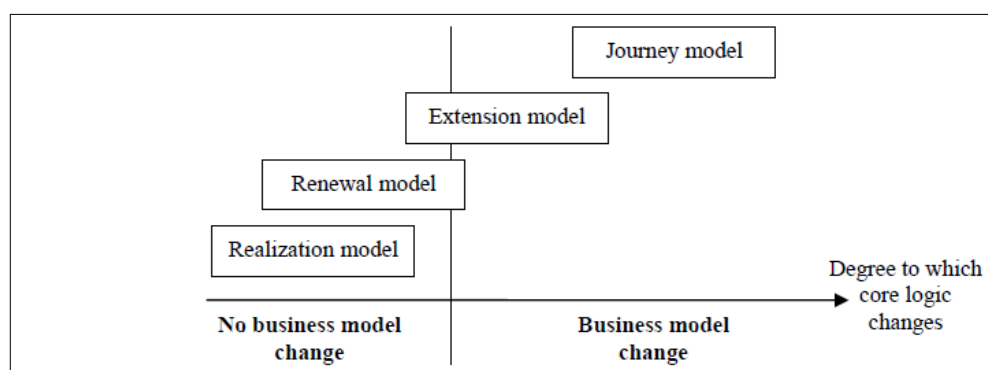 Journey model
Extension model
Renewal model
Realization model
Degree to which
core logic
changes
No business model
change
Business model
change